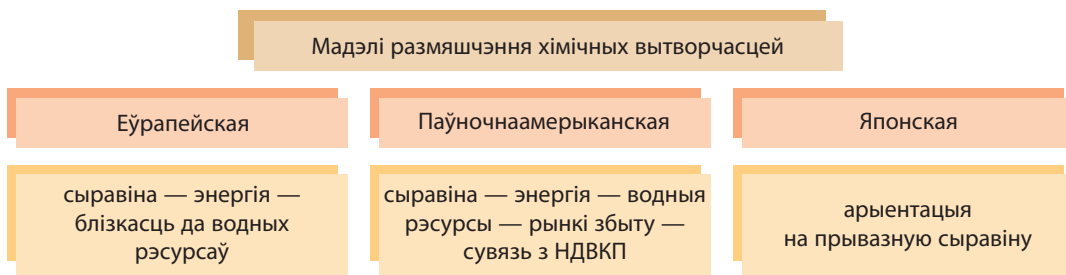 Мадэлі размяшчэння хімічных вытворчасцей
Еўрапейская
сыравіна — энергія —
блізкасць да водных
рэсурсаў
Паўночнаамерыканская
сыравіна — энергія — водныя
рэсурсы — рынкі збыту —
сувязь з НДВКП
Японская
арыентацыя
на прывазную сыравіну